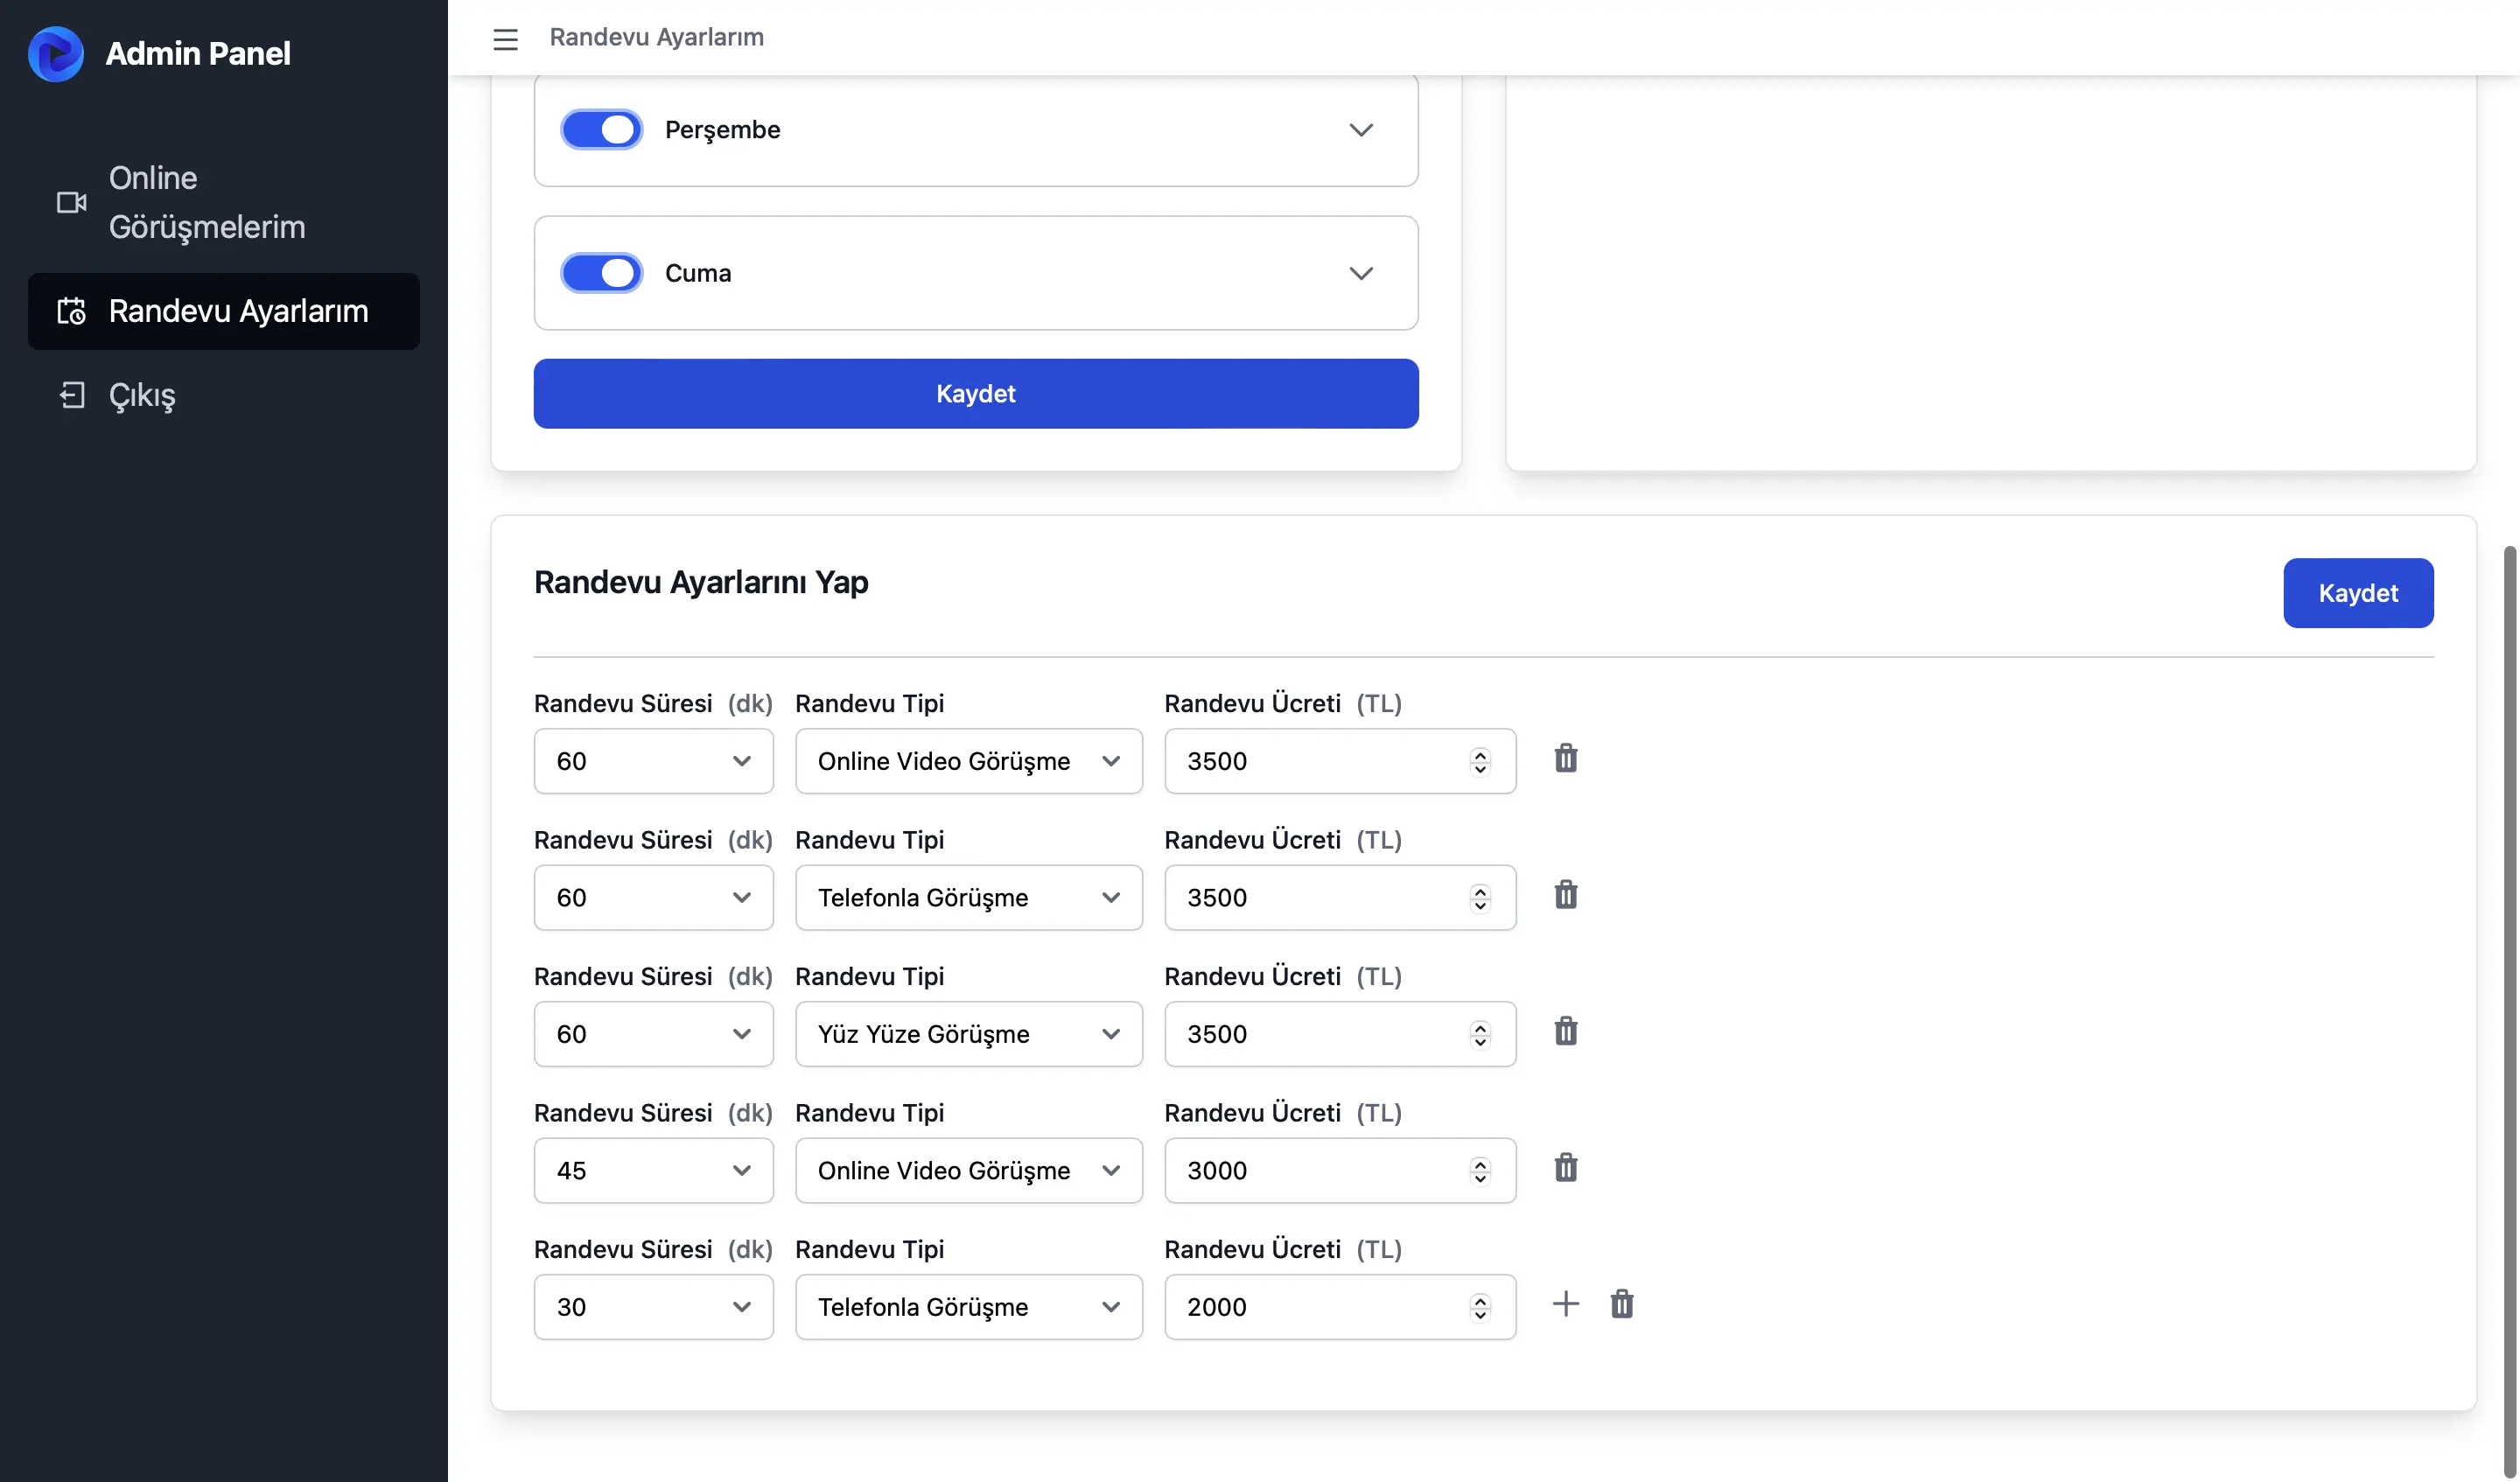 Admin Panel
Online
Görüşmelerim
Randevu Ayarlarım
Çıkış
Randevu Ayarlarım
Perşembe
Cuma
Kaydet
Randevu Ayarlarını Yap
Kaydet
Randevu Süresi (dk) Randevu Tipi Randevu Ücreti (TL)
60 Online Video Görüşme 3500
Randevu Süresi (dk) Randevu Tipi Randevu Ücreti (TL)
60 Telefonla Görüşme 3500
Randevu Süresi (dk) Randevu Tipi Randevu Ücreti (TL)
60 Yüz Yüze Görüşme 3500
Randevu Süresi (dk) Randevu Tipi Randevu Ücreti (TL)
45 Online Video Görüşme 3000
Randevu Süresi (dk) Randevu Tipi Randevu Ücreti (TL)
30 Telefonla Görüşme 2000